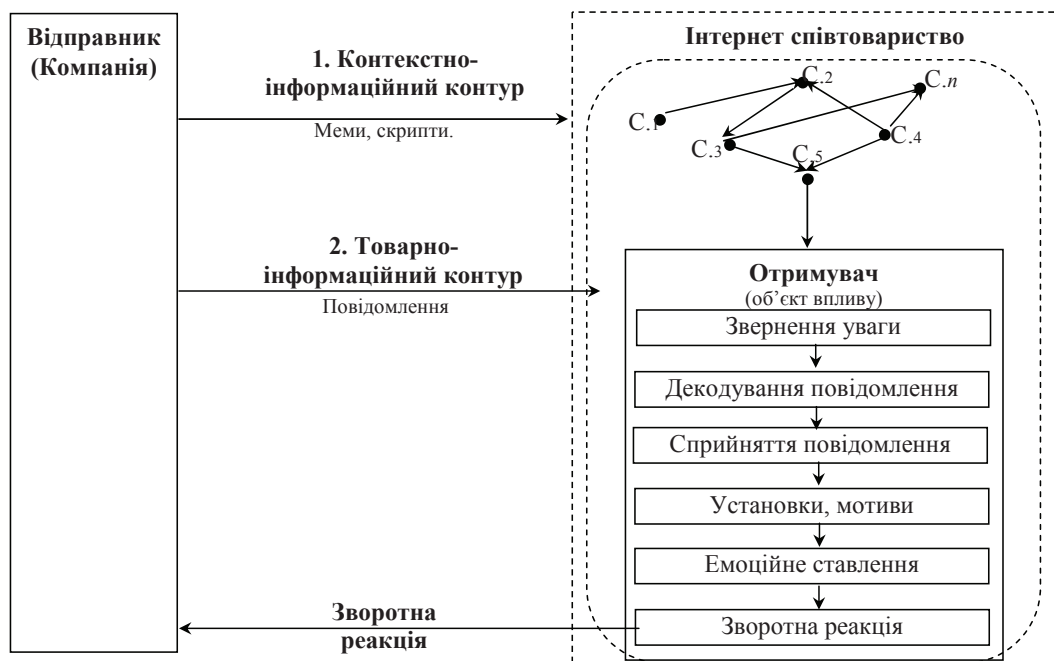 Відправник
(Компанія)
1. Контекстно-
інформаційний контур
Меми, скрипти.
2. Товарно-
інформаційний контур
Повідомлення
Зворотна
реакція
Інтернет співтовариство
С.2
С.n
С.1
С.3
С.4
С.5
Отримувач
(об’єкт впливу)
Звернення уваги
Декодування повідомлення
Сприйняття повідомлення
Установки, мотиви
Емоційне ставлення
Зворотна реакція